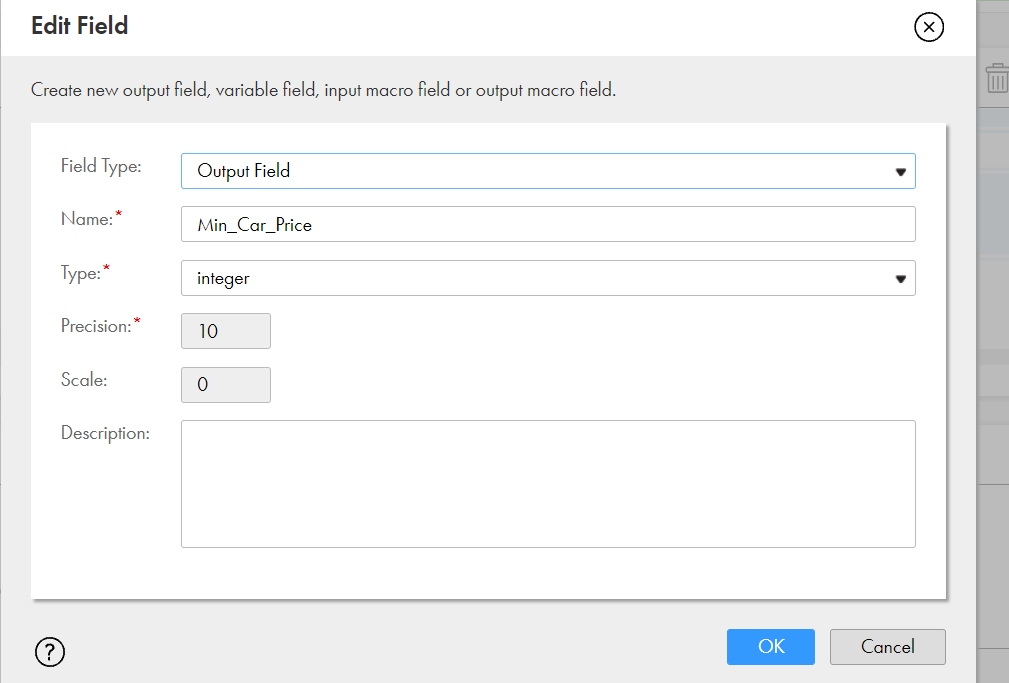 Edit Field
Create new output field, variable field, input macro field or output macro field.
Field Type: Output Field
Name:* Min_Car_Price
Type:* integer
Precision:* 10
Scale: 0
Description:
? OK Cancel